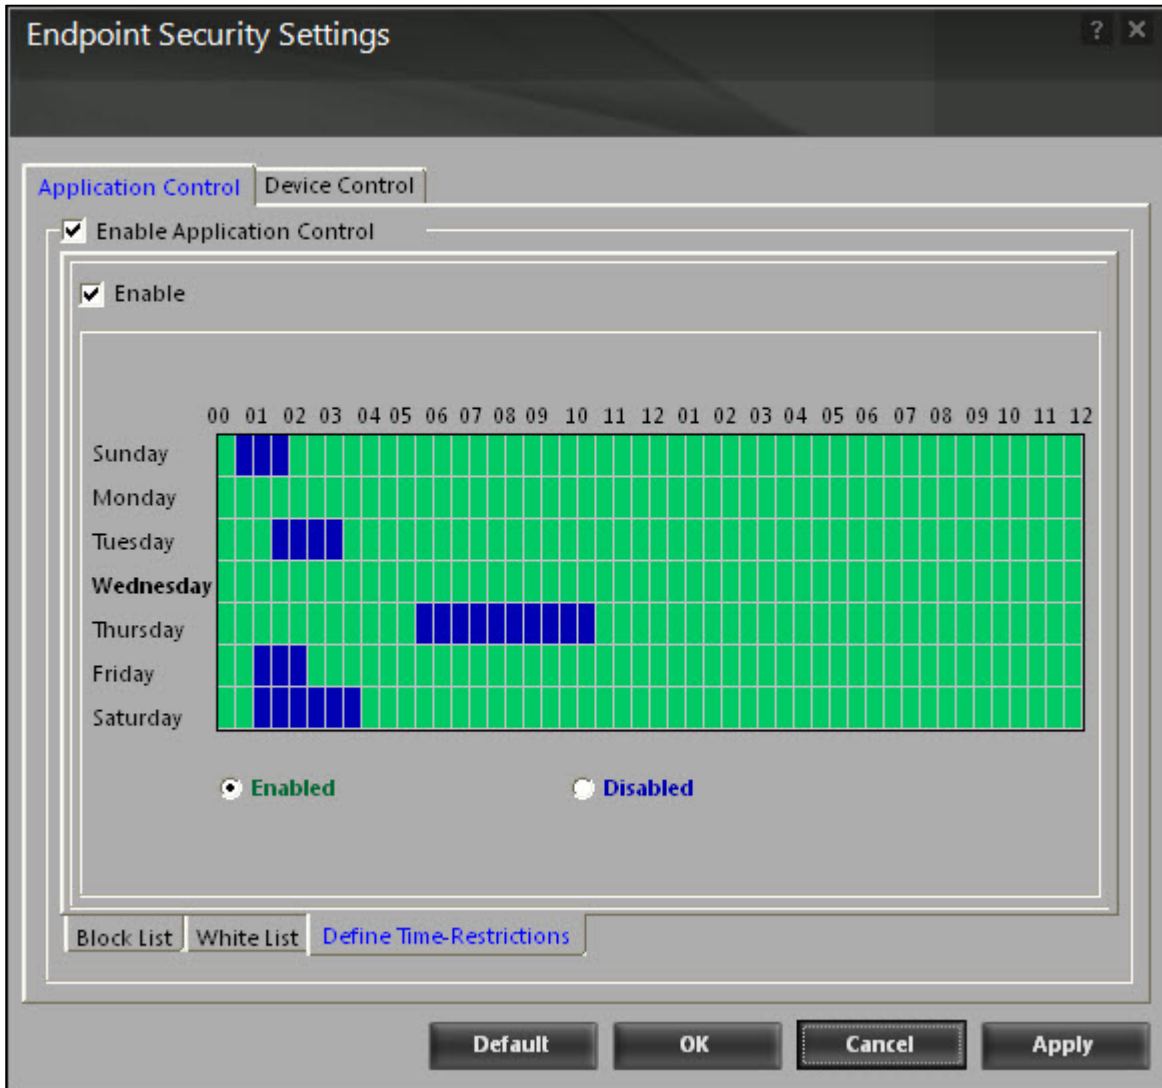 Endpoint Security Settings ? ×
Application Control Device Control
Enable Application Control
Enable
00 01 02 03 04 05 06 07 08 09 10 11 12 01 02 03 04 05 06 07 08 09 10 11 12
Sunday
Monday
Tuesday
Wednesday
Thursday
Friday
Saturday
Enabled Disabled
Block List White List Define Time-Restrictions
Default OK Cancel Apply